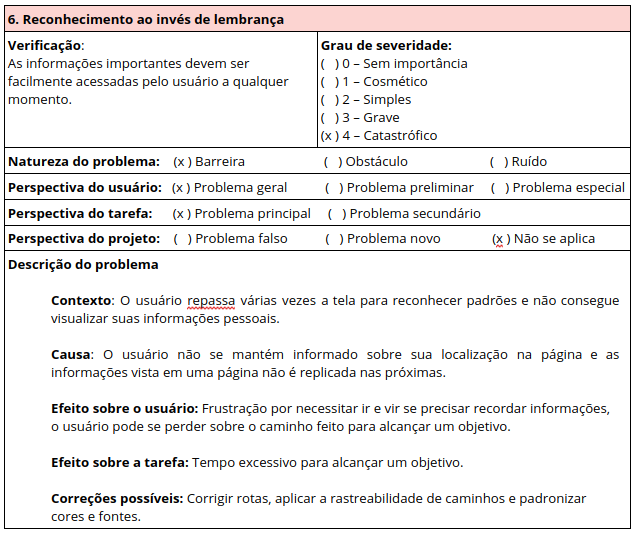 6. Reconhecimento ao invés de lembrança
Verificação:
As informações importantes devem ser
facilmente acessadas pelo usuário a qualquer
momento.
Grau de severidade:
( ) 0 – Sem importância
( ) 1 – Cosmético
( ) 2 – Simples
( ) 3 – Grave
(x ) 4 – Catastrófico
Natureza do problema: (x ) Barreira ( ) Obstáculo ( ) Ruído
Perspectiva do usuário: (x ) Problema geral ( ) Problema preliminar ( ) Problema especial
Perspectiva da tarefa: (x ) Problema principal ( ) Problema secundário
Perspectiva do projeto: ( ) Problema falso ( ) Problema novo (x ) Não se aplica
Descrição do problema
Contexto: O usuário repassa várias vezes a tela para reconhecer padrões e não consegue
visualizar suas informações pessoais.
Causa: O usuário não se mantém informado sobre sua localização na página e as
informações vista em uma página não é replicada nas próximas.
Efeito sobre o usuário: Frustração por necessitar ir e vir se precisar recordar informações,
o usuário pode se perder sobre o caminho feito para alcançar um objetivo.
Efeito sobre a tarefa: Tempo excessivo para alcançar um objetivo.
Correções possíveis: Corrigir rotas, aplicar a rastreabilidade de caminhos e padronizar
cores e fontes.